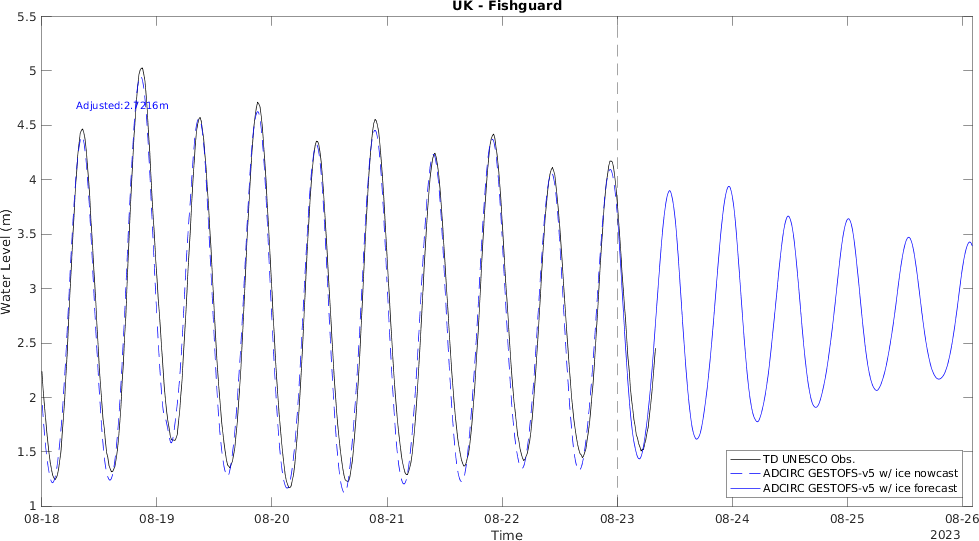 UK - Fishguard
5.5
5
4.5
4
3.5
3
2.5
2
1.5
1
Water Level (m)
Adjusted:2.7216m
TD UNESCO Obs.
ADCIRC GESTOFS-v5 w/ ice nowcast
ADCIRC GESTOFS-v5 w/ ice forecast
08-18 08-19 08-20 08-21 08-22 08-23 08-24 08-25 08-26
Time
2023